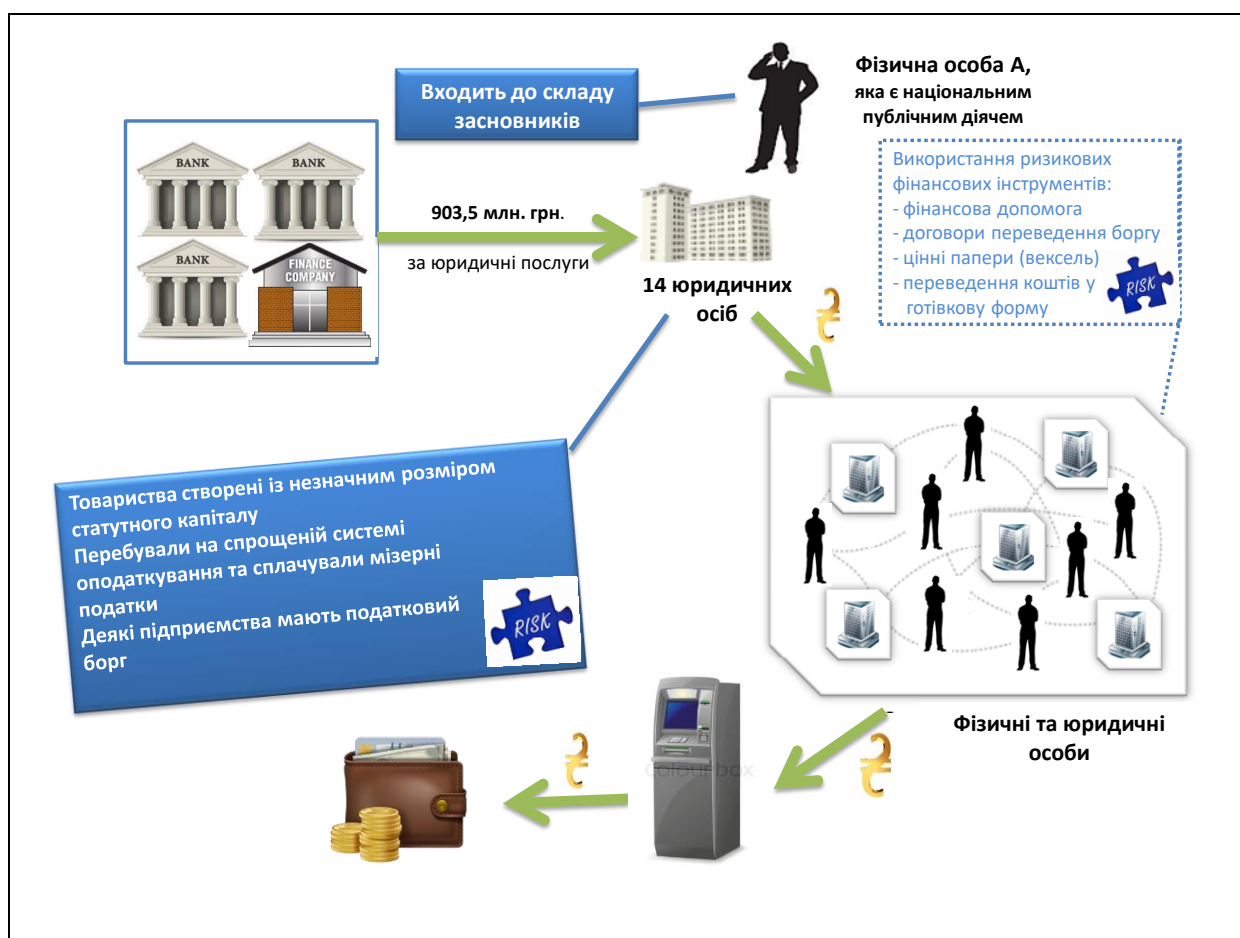 Входить до складу
засновників
Фізична особа А,
яка є національним
публічним діячем
BANK
BANK
BANK
FINANCE
COMPANY
903,5 млн. грн.
за юридичні послуги
14 юридичних
осіб
Використання ризикових
фінансових інструментів:
- фінансова допомога
- договори переведення боргу
- цінні папери (вексель)
- переведення коштів у
готівкову форму
RISK
Товариства створені із незначним розміром
статутного капіталу
Перебували на спрощеній системі
оподаткування та сплачували мізерні
податки
Деякі підприємства мають податковий
борг
RISK
Фізичні та юридичні
особи
colourbox